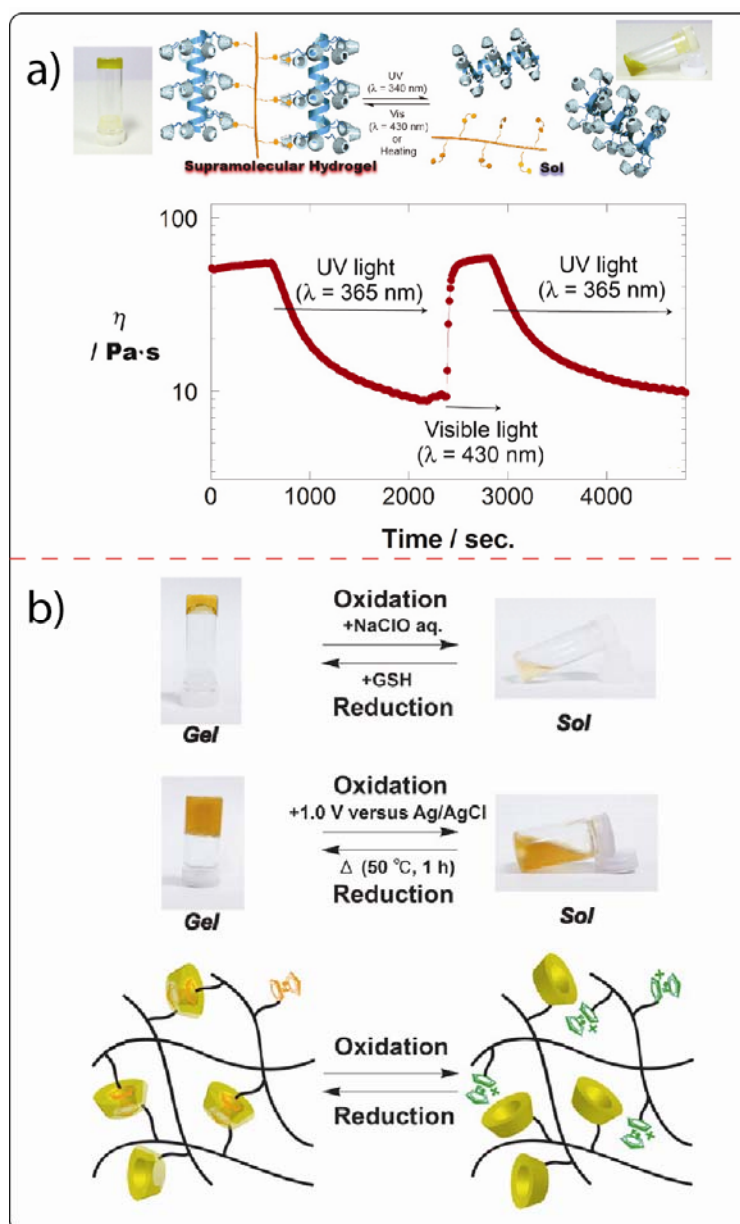 a)
UV
(λ = 340 nm)
Vis
(λ = 430 nm)
or
Heating
Supramolecular Hydrogel
Sol
100
10
η
/ Pa·s
UV light
(λ = 365 nm)
UV light
(λ = 365 nm)
Visible light
(λ = 430 nm)
0 1000 2000 3000 4000
Time / sec.
b)
Oxidation
+NaClO aq.
+GSH
Reduction
Gel
Sol
Oxidation
+1.0 V versus Ag/AgCl
Δ (50 °C, 1 h)
Reduction
Gel
Sol
Oxidation
Reduction